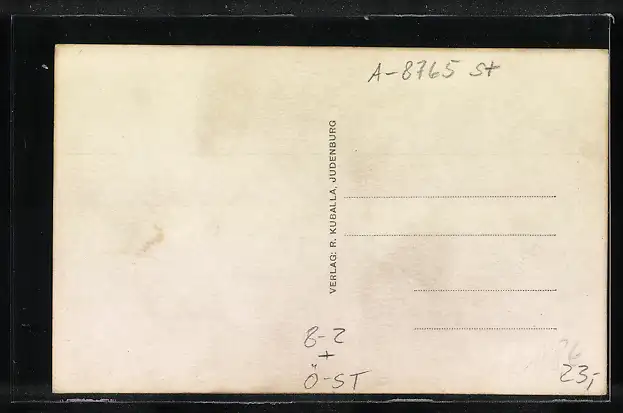 A-8765 St
VERLAG: R. KUBALLA, JUDENBURG
8-2
+
Ö-ST
23,-